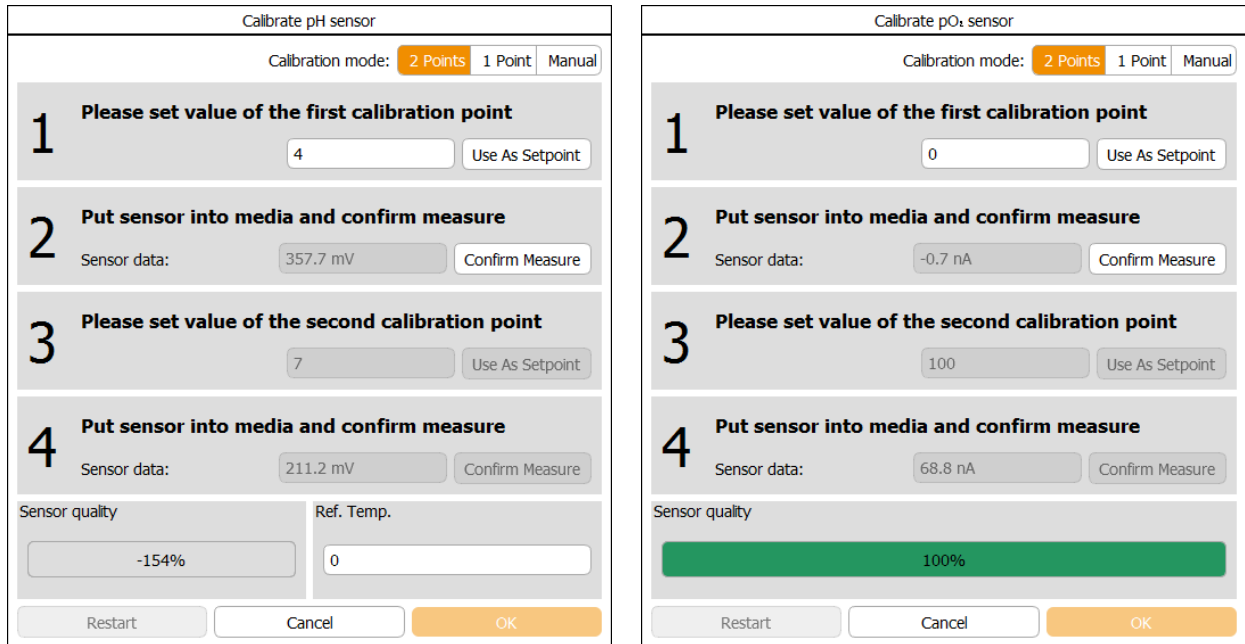 Calibrate pH sensor
Calibration mode: 2 Points 1 Point Manual
1 Please set value of the first calibration point
4 Use As Setpoint
2 Put sensor into media and confirm measure
Sensor data: 357.7 mV Confirm Measure
3 Please set value of the second calibration point
7 Use As Setpoint
4 Put sensor into media and confirm measure
Sensor data: 211.2 mV Confirm Measure
Sensor quality Ref. Temp.
-154% 0
Restart Cancel OK
Calibrate pO₂ sensor
Calibration mode: 2 Points 1 Point Manual
1 Please set value of the first calibration point
0 Use As Setpoint
2 Put sensor into media and confirm measure
Sensor data: -0.7 nA Confirm Measure
3 Please set value of the second calibration point
100 Use As Setpoint
4 Put sensor into media and confirm measure
Sensor data: 68.8 nA Confirm Measure
Sensor quality
100%
Restart Cancel OK